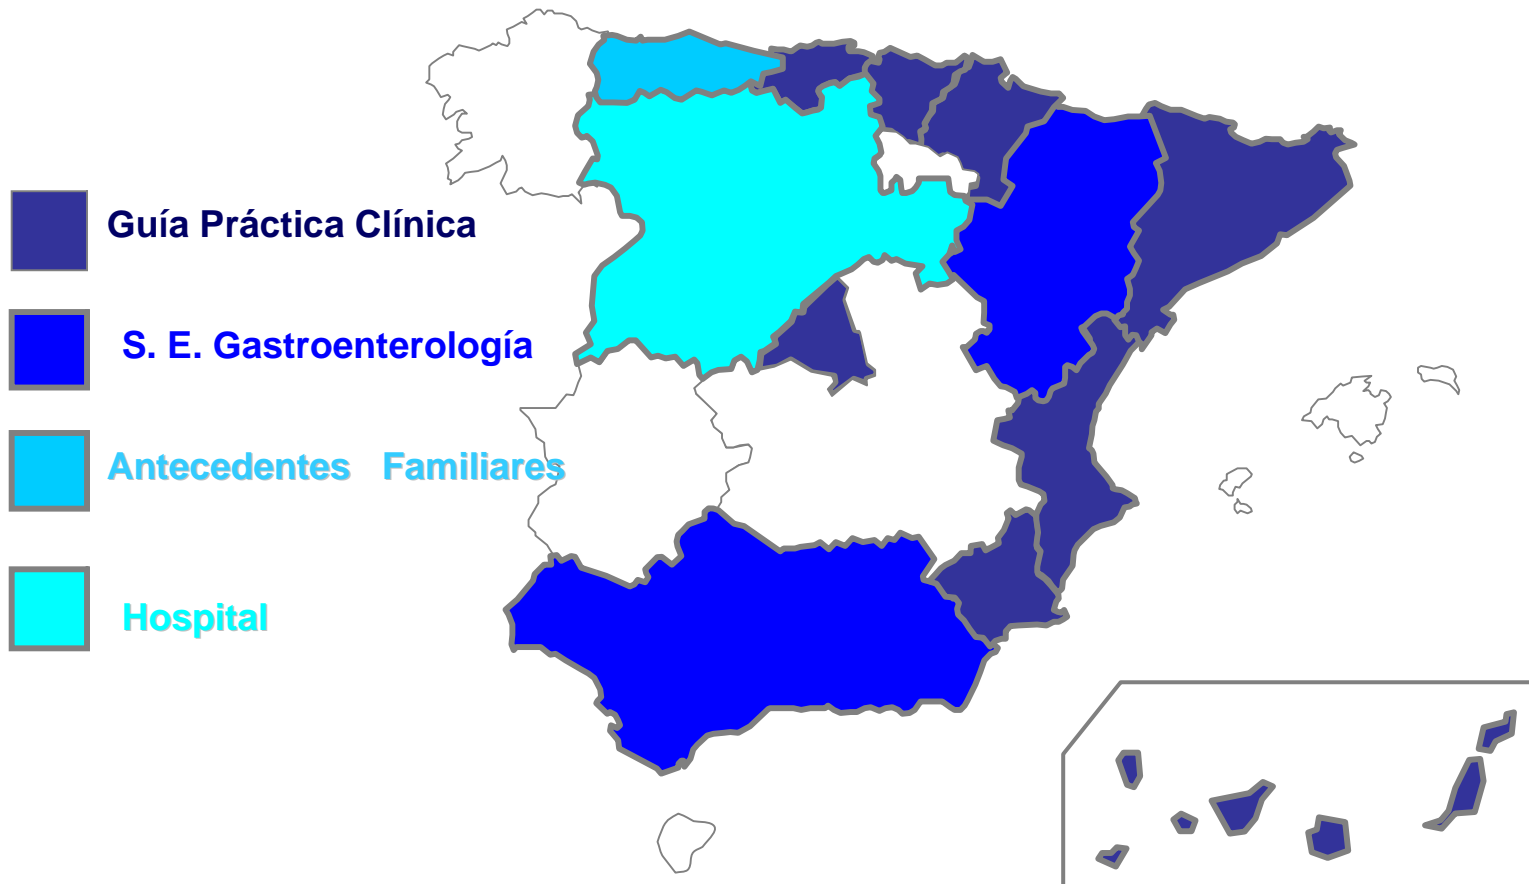 Guía Práctica Clínica
S. E. Gastroenterología
Antecedentes Familiares
Hospital